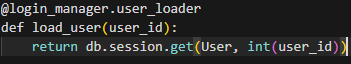 @login_manager.user_loader
def load_user(user_id):
    return db.session.get(User, int(user_id))